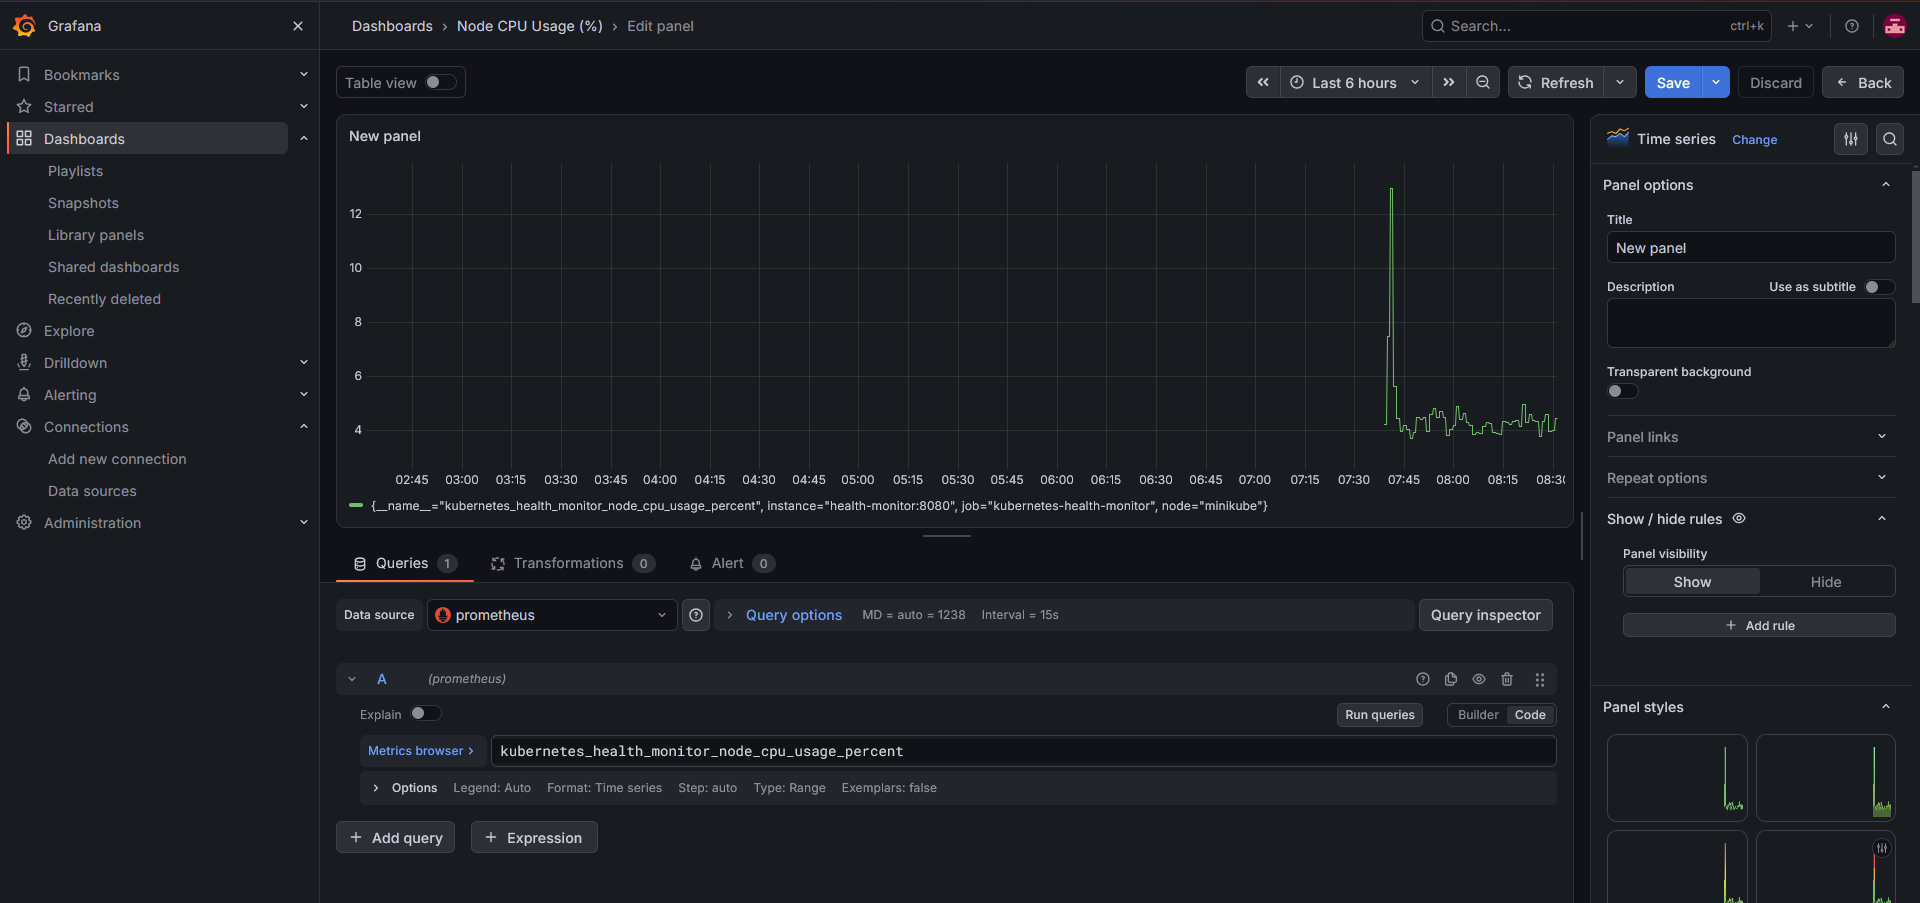 Grafana
Dashboards › Node CPU Usage (%) › Edit panel
Search...
ctrl+k
Bookmarks
Starred
Dashboards
Playlists
Snapshots
Library panels
Shared dashboards
Recently deleted
Explore
Drilldown
Alerting
Connections
Add new connection
Data sources
Administration
Table view
Last 6 hours
Refresh
Save
Discard
Back
New panel
12
10
8
6
4
02:45 03:00 03:15 03:30 03:45 04:00 04:15 04:30 04:45 05:00 05:15 05:30 05:45 06:00 06:15 06:30 06:45 07:00 07:15 07:30 07:45 08:00 08:15 08:30
{__name__="kubernetes_health_monitor_node_cpu_usage_percent", instance="health-monitor:8080", job="kubernetes-health-monitor", node="minikube"}
Queries 1
Transformations 0
Alert 0
Data source
prometheus
Query options
MD = auto = 1238
Interval = 15s
Query inspector
A
(prometheus)
Explain
Run queries
Builder
Code
Metrics browser ›
kubernetes_health_monitor_node_cpu_usage_percent
Options
Legend: Auto
Format: Time series
Step: auto
Type: Range
Exemplars: false
+ Add query
+ Expression
Time series
Change
Panel options
Title
New panel
Description
Use as subtitle
Transparent background
Panel links
Repeat options
Show / hide rules
Panel visibility
Show
Hide
+ Add rule
Panel styles